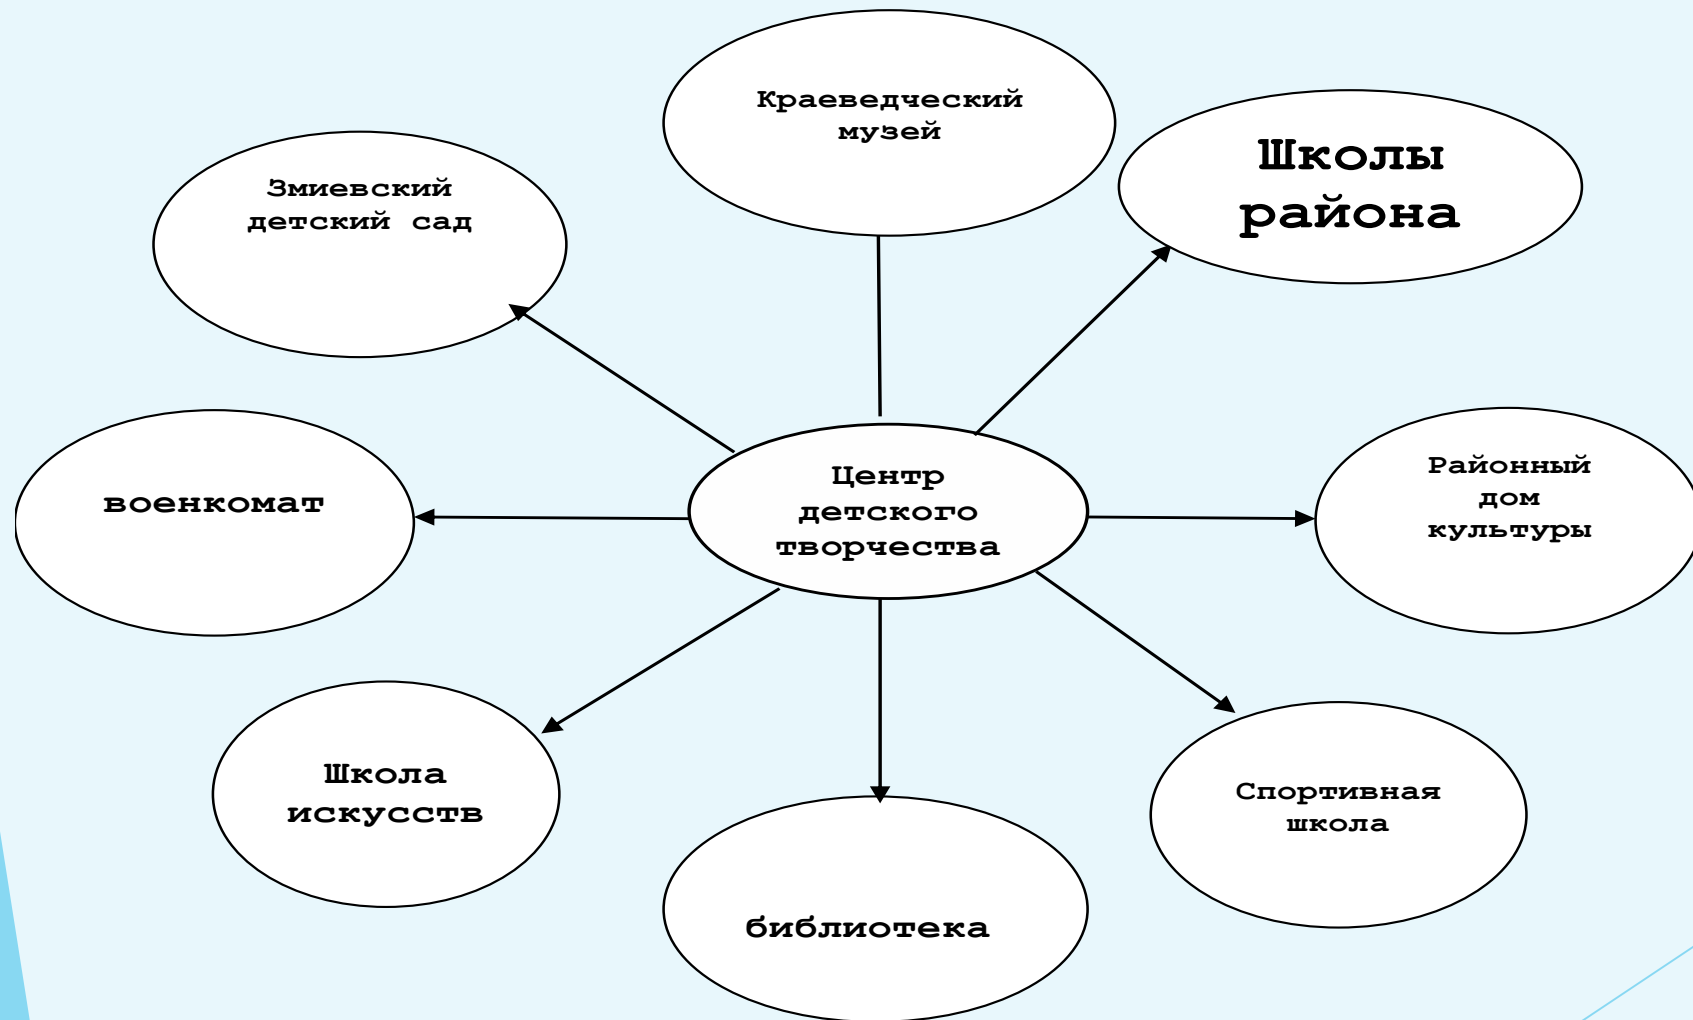 Краеведческий
музей
Школы
района
Змиевский
детский сад
военкомат
Центр
детского
творчества
Районный
дом
культуры
Школа
искусств
библиотека
Спортивная
школа